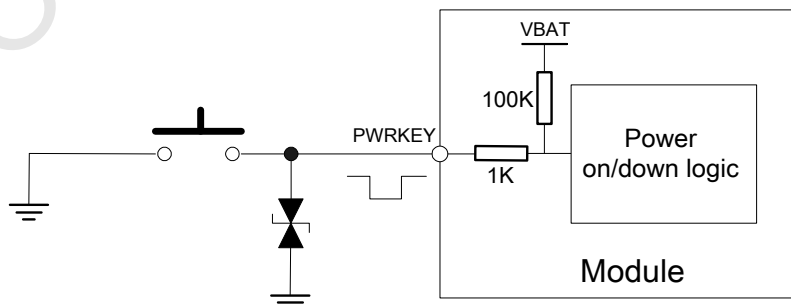 VBAT
100K
PWRKEY
1K
Power
on/down logic
Module